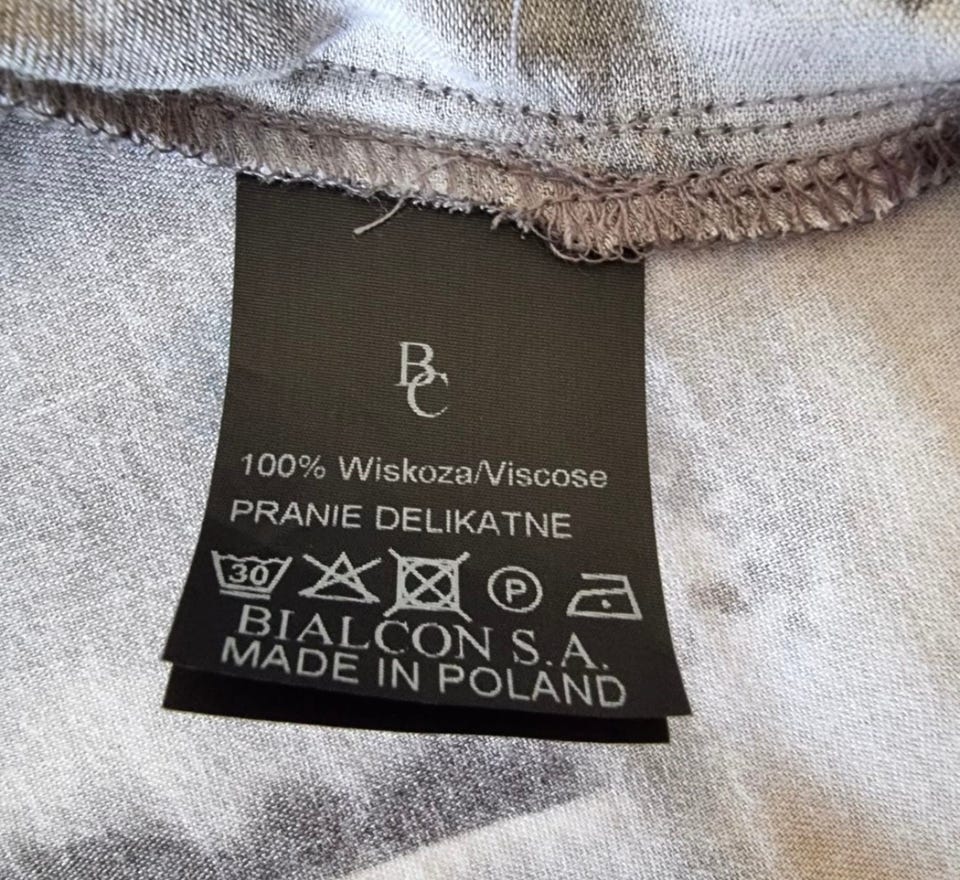 BC
100% Wiskoza/Viscose
PRANIE DELIKATNE
30 P
BIALCON S.A.
MADE IN POLAND